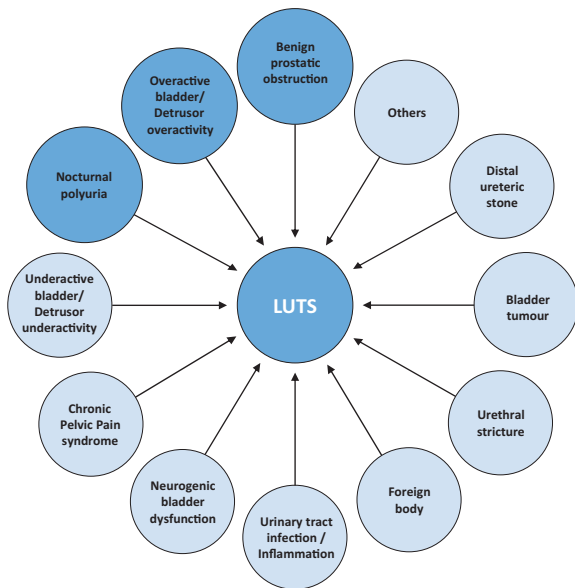 Benign
prostatic
obstruction
Others
Distal
ureteric
stone
Bladder
tumour
Urethral
stricture
Foreign
body
Urinary tract
infection /
Inflammation
Neurogenic
bladder
dysfunction
Chronic
Pelvic Pain
syndrome
Underactive
bladder/
Detrusor
underactivity
Nocturnal
polyuria
Overactive
bladder/
Detrusor
overactivity
LUTS